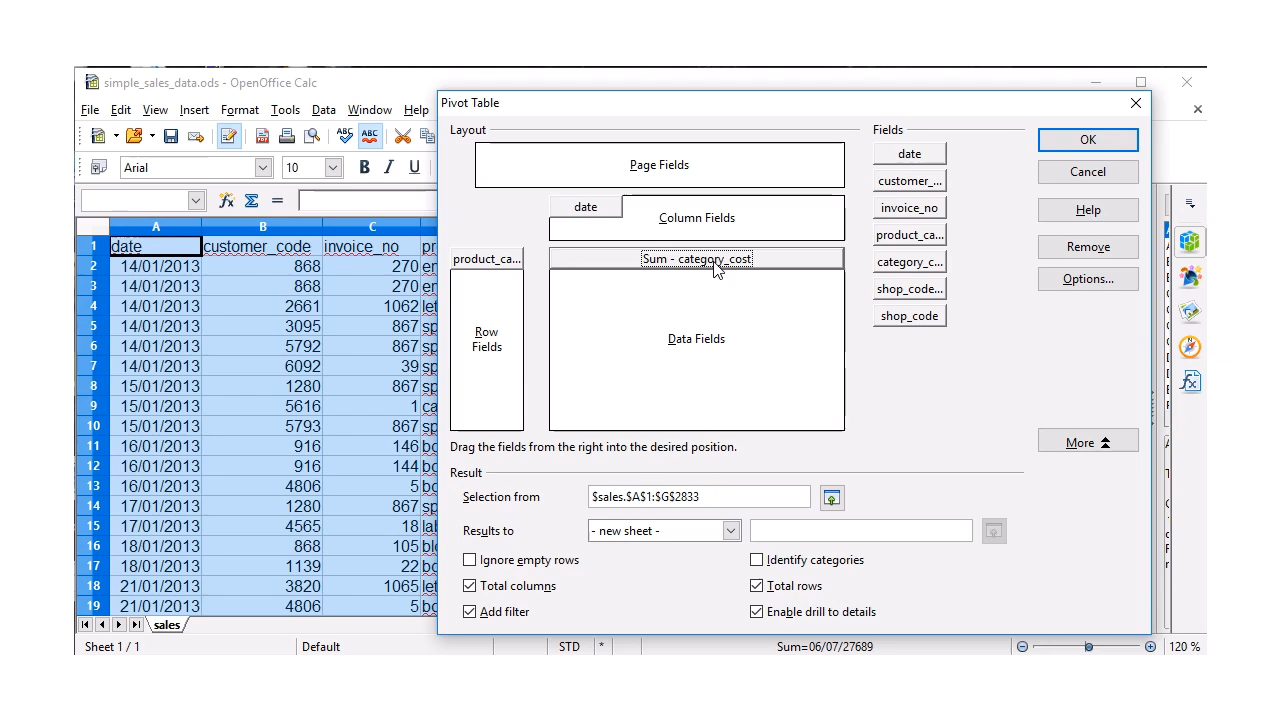 simple_sales_data.ods - OpenOffice Calc
File Edit View Insert Format Tools Data Window Help
Arial 10 B I U
A B C
1 date customer_code invoice_no
2 14/01/2013 868 270
3 14/01/2013 868 270
4 14/01/2013 2661 1062
5 14/01/2013 3095 867
6 14/01/2013 5792 867
7 14/01/2013 6092 39
8 15/01/2013 1280 867
9 15/01/2013 5616 1
10 15/01/2013 5793 867
11 16/01/2013 916 146
12 16/01/2013 916 144
13 16/01/2013 4806 5
14 17/01/2013 1280 867
15 17/01/2013 4565 18
16 18/01/2013 868 105
17 18/01/2013 1139 22
18 21/01/2013 3820 1065
19 21/01/2013 4806 5
sales
Sheet 1 / 1 Default STD * Sum=06/07/27689 120 %
Pivot Table
Layout
Page Fields
date
Column Fields
product_ca...
Sum - category_cost
Row
Fields
Data Fields
Drag the fields from the right into the desired position.
Fields
date
customer_...
invoice_no
product_ca...
category_c...
shop_code...
shop_code
OK
Cancel
Help
Remove
Options...
More
Result
Selection from $sales.$A$1:$G$2833
Results to - new sheet -
Ignore empty rows Identify categories
Total columns Total rows
Add filter Enable drill to details